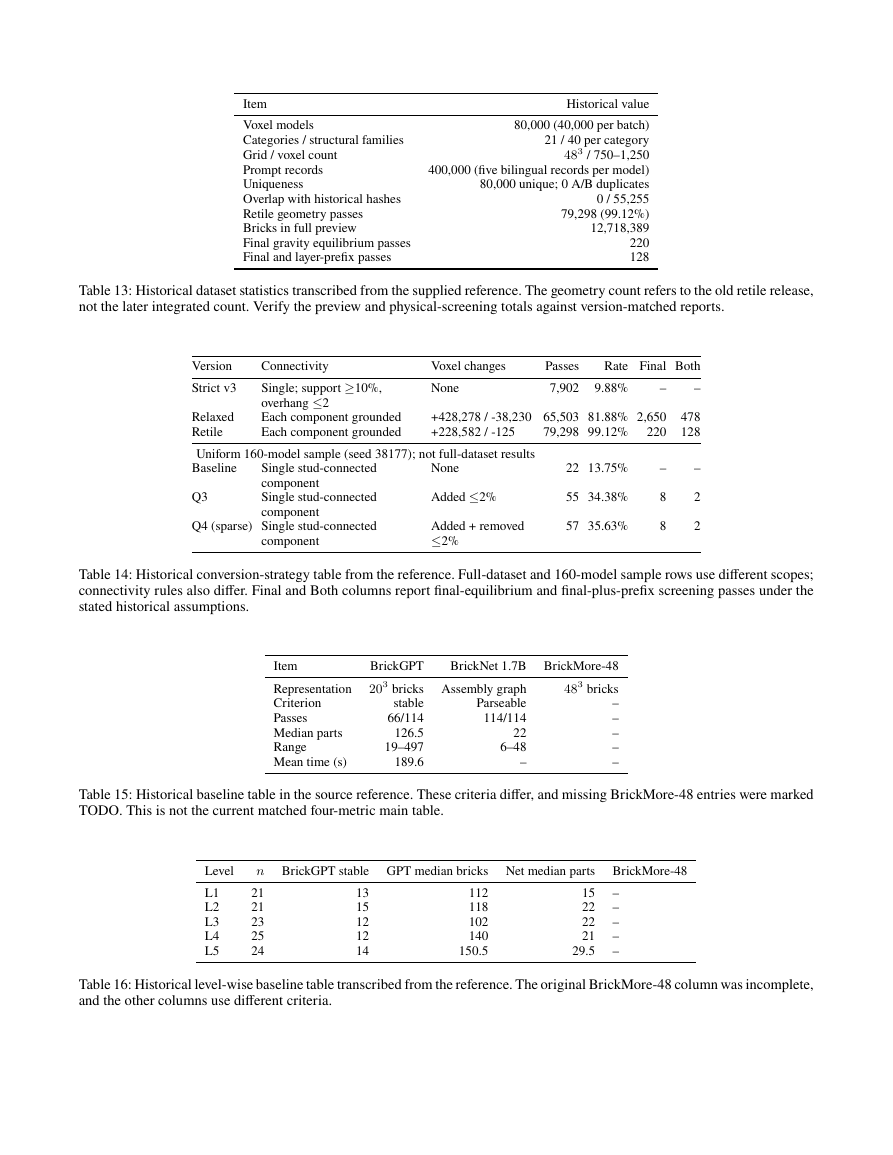 Item Historical value
Voxel models 80,000 (40,000 per batch)
Categories / structural families 21 / 40 per category
Grid / voxel count 48³ / 750–1,250
Prompt records 400,000 (five bilingual records per model)
Uniqueness 80,000 unique; 0 A/B duplicates
Overlap with historical hashes 0 / 55,255
Retile geometry passes 79,298 (99.12%)
Bricks in full preview 12,718,389
Final gravity equilibrium passes 220
Final and layer-prefix passes 128
Table 13: Historical dataset statistics transcribed from the supplied reference. The geometry count refers to the old retile release,
not the later integrated count. Verify the preview and physical-screening totals against version-matched reports.
Version Connectivity Voxel changes Passes Rate Final Both
Strict v3 Single; support ≥10%, None 7,902 9.88% – –
overhang ≤2
Relaxed Each component grounded +428,278 / -38,230 65,503 81.88% 2,650 478
Retile Each component grounded +228,582 / -125 79,298 99.12% 220 128
Uniform 160-model sample (seed 38177); not full-dataset results
Baseline Single stud-connected None 22 13.75% – –
component
Q3 Single stud-connected Added ≤2% 55 34.38% 8 2
component
Q4 (sparse) Single stud-connected Added + removed 57 35.63% 8 2
component ≤2%
Table 14: Historical conversion-strategy table from the reference. Full-dataset and 160-model sample rows use different scopes;
connectivity rules also differ. Final and Both columns report final-equilibrium and final-plus-prefix screening passes under the
stated historical assumptions.
Item BrickGPT BrickNet 1.7B BrickMore-48
Representation 20³ bricks Assembly graph 48³ bricks
Criterion stable Parseable –
Passes 66/114 114/114 –
Median parts 126.5 22 –
Range 19–497 6–48 –
Mean time (s) 189.6 – –
Table 15: Historical baseline table in the source reference. These criteria differ, and missing BrickMore-48 entries were marked
TODO. This is not the current matched four-metric main table.
Level n BrickGPT stable GPT median bricks Net median parts BrickMore-48
L1 21 13 112 15 –
L2 21 15 118 22 –
L3 23 12 102 22 –
L4 25 12 140 21 –
L5 24 14 150.5 29.5 –
Table 16: Historical level-wise baseline table transcribed from the reference. The original BrickMore-48 column was incomplete,
and the other columns use different criteria.